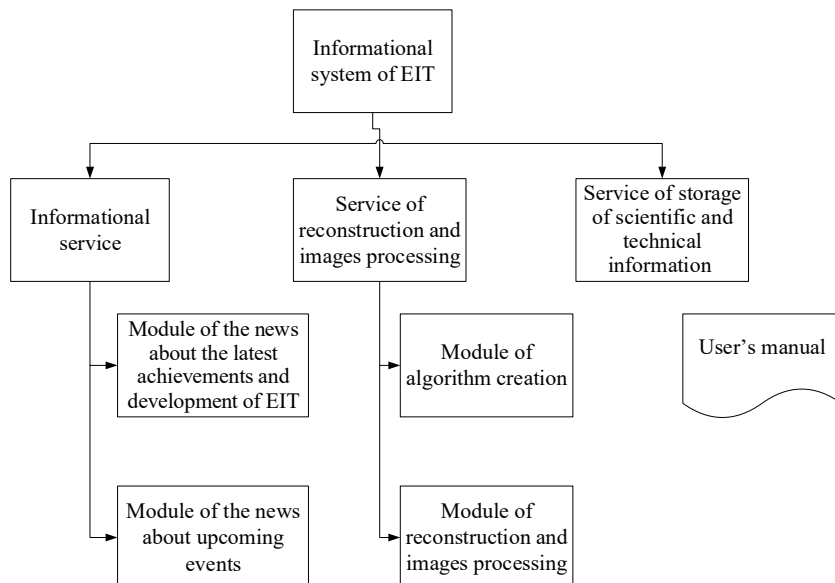 Informational
system of EIT
Informational
service
Service of
reconstruction and
images processing
Service of storage
of scientific and
technical
information
Module of the news
about the latest
achievements and
development of EIT
Module of
algorithm creation
User’s manual
Module of the news
about upcoming
events
Module of
reconstruction and
images processing